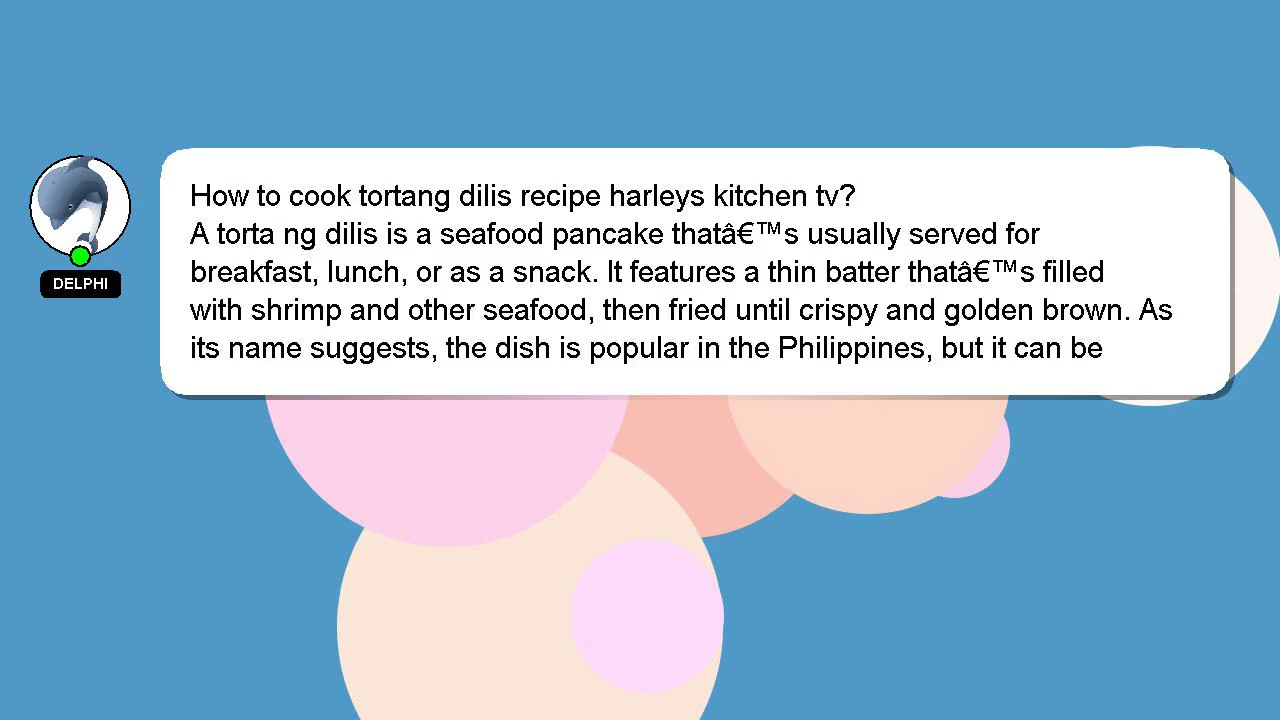 How to cook tortang dilis recipe harleys kitchen tv?
A torta ng dilis is a seafood pancake thatâ€™s usually served for
breakfast, lunch, or as a snack. It features a thin batter thatâ€™s filled
with shrimp and other seafood, then fried until crispy and golden brown. As
its name suggests, the dish is popular in the Philippines, but it can be
DELPHI